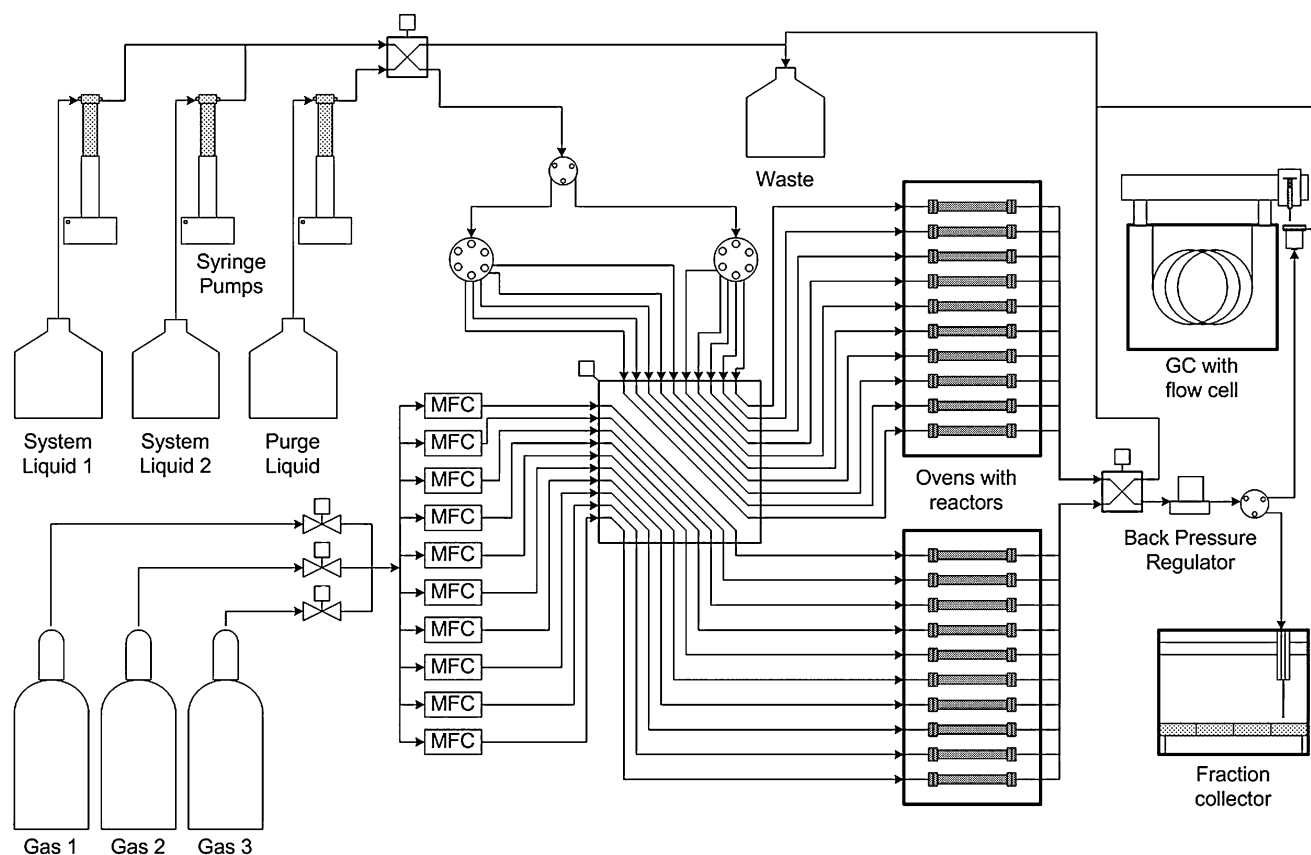 Waste
Syringe
Pumps
System
Liquid 1
System
Liquid 2
Purge
Liquid
MFC
MFC
MFC
MFC
MFC
MFC
MFC
MFC
MFC
MFC
GC with
flow cell
Ovens with
reactors
Back Pressure
Regulator
Fraction
collector
Gas 1
Gas 2
Gas 3